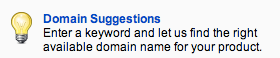 Domain Suggestions
Enter a keyword and let us find the right
available domain name for your product.